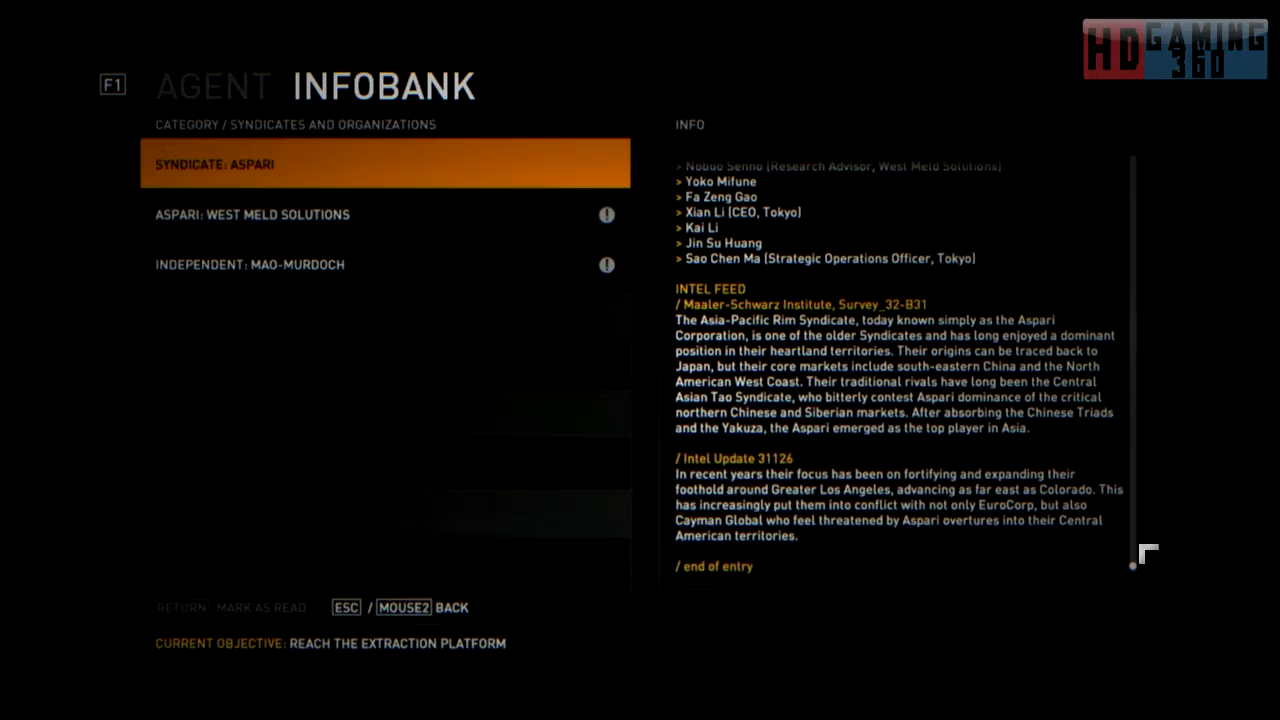 HD GAMING 360
F1 AGENT INFOBANK
CATEGORY / SYNDICATES AND ORGANIZATIONS
SYNDICATE: ASPARI
ASPARI: WEST MELD SOLUTIONS
INDEPENDENT: MAO-MURDOCH
INFO
> Nobuo Senno [Research Advisor, West Meld Solutions]
> Yoko Mifune
> Fa Zeng Gao
> Xian Li [CEO, Tokyo]
> Kai Li
> Jin Su Huang
> Sao Chen Ma [Strategic Operations Officer, Tokyo]
INTEL FEED
/ Maaler-Schwarz Institute, Survey_32-B31
The Asia-Pacific Rim Syndicate, today known simply as the Aspari
Corporation, is one of the older Syndicates and has long enjoyed a dominant
position in their heartland territories. Their origins can be traced back to
Japan, but their core markets include south-eastern China and the North
American West Coast. Their traditional rivals have long been the Central
Asian Tao Syndicate, who bitterly contest Aspari dominance of the critical
northern Chinese and Siberian markets. After absorbing the Chinese Triads
and the Yakuza, the Aspari emerged as the top player in Asia.
/ Intel Update 31126
In recent years their focus has been on fortifying and expanding their
foothold around Greater Los Angeles, advancing as far east as Colorado. This
has increasingly put them into conflict with not only EuroCorp, but also
Cayman Global who feel threatened by Aspari overtures into their Central
American territories.
/ end of entry
RETURN: MARK AS READ ESC / MOUSE2 BACK
CURRENT OBJECTIVE: REACH THE EXTRACTION PLATFORM